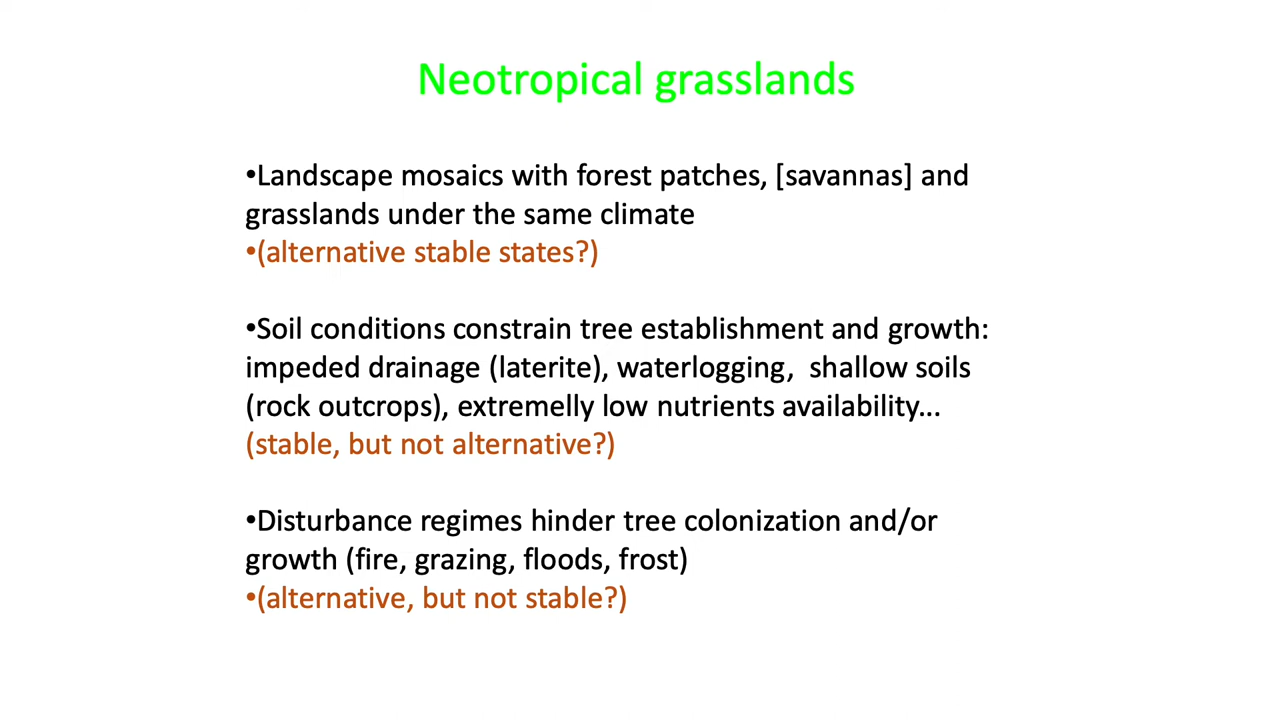 Neotropical grasslands
•Landscape mosaics with forest patches, [savannas] and
grasslands under the same climate
•(alternative stable states?)
•Soil conditions constrain tree establishment and growth:
impeded drainage (laterite), waterlogging,  shallow soils
(rock outcrops), extremelly low nutrients availability...
(stable, but not alternative?)
•Disturbance regimes hinder tree colonization and/or
growth (fire, grazing, floods, frost)
•(alternative, but not stable?)